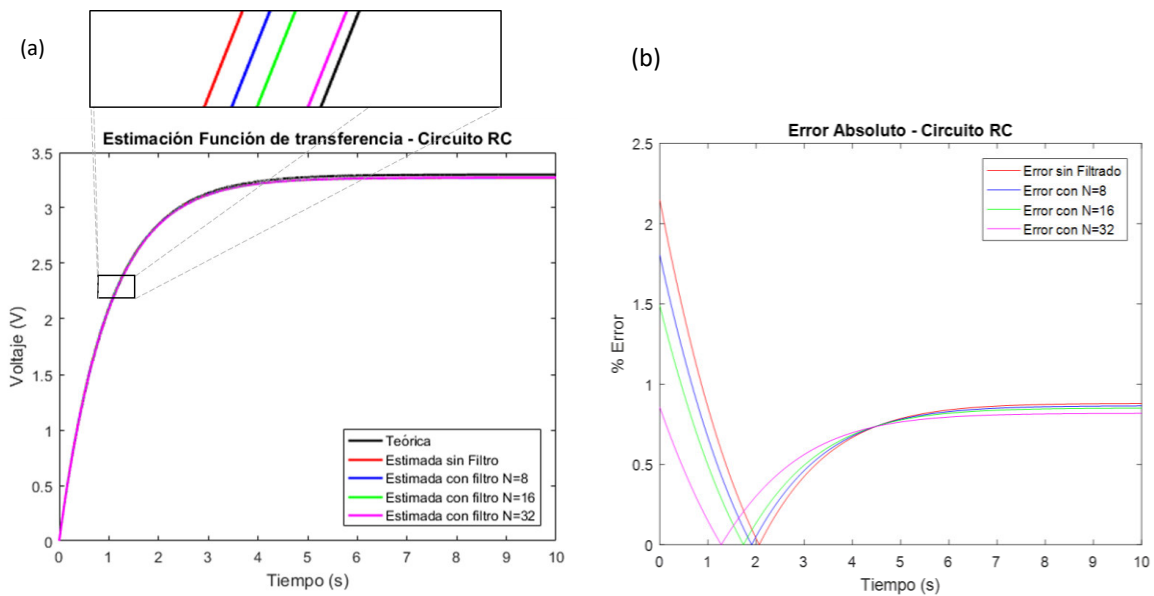 (a)
Estimación Función de transferencia - Circuito RC
3.5
3
2.5
2
1.5
1
0.5
0
Voltaje (V)
Teórica
Estimada sin Filtro
Estimada con filtro N=8
Estimada con filtro N=16
Estimada con filtro N=32
0 1 2 3 4 5 6 7 8 9 10
Tiempo (s)
(b)
Error Absoluto - Circuito RC
2.5
2
1.5
1
0.5
0
% Error
Error sin Filtrado
Error con N=8
Error con N=16
Error con N=32
0 1 2 3 4 5 6 7 8 9 10
Tiempo (s)